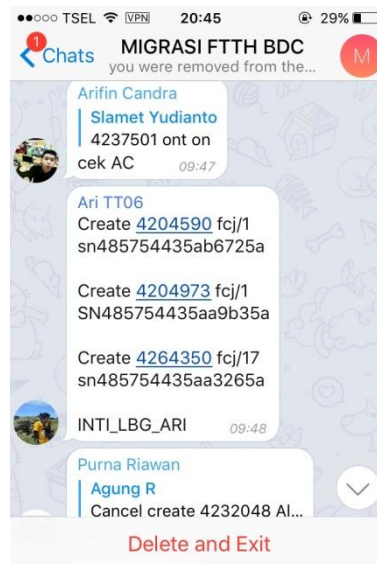 TSEL VPN 20:45 29%
1
Chats MIGRASI FTTH BDC M
you were removed from the...
Arifin Candra
Slamet Yudianto
4237501 ont on
cek AC 09:47
Ari TT06
Create 4204590 fcj/1
sn485754435ab6725a
Create 4204973 fcj/1
SN485754435aa9b35a
Create 4264350 fcj/17
sn485754435aa3265a
INTI_LBG_ARI 09:48
Purna Riawan
Agung R
Cancel create 4232048 Al...
Delete and Exit